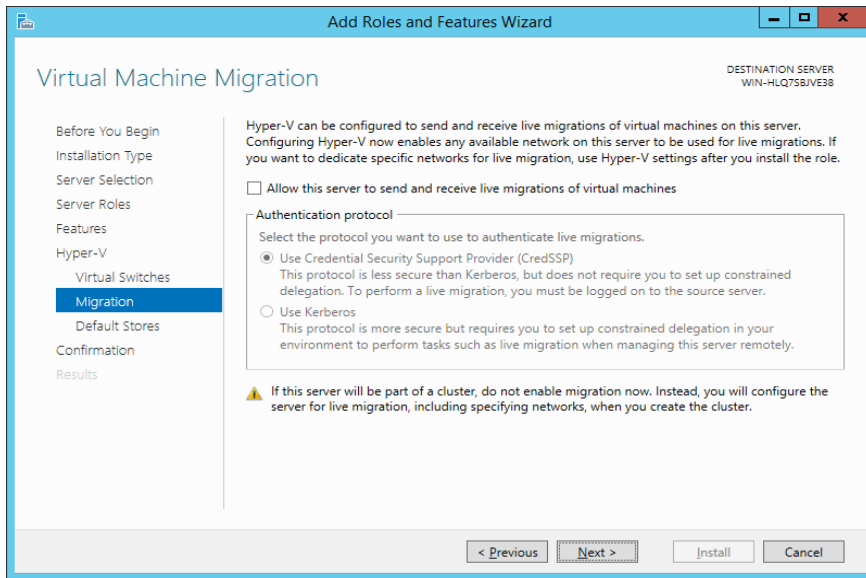 Add Roles and Features Wizard
Virtual Machine Migration
DESTINATION SERVER
WIN-HLQ7SBJVE38
Before You Begin
Installation Type
Server Selection
Server Roles
Features
Hyper-V
Virtual Switches
Migration
Default Stores
Confirmation
Results
Hyper-V can be configured to send and receive live migrations of virtual machines on this server.
Configuring Hyper-V now enables any available network on this server to be used for live migrations. If
you want to dedicate specific networks for live migration, use Hyper-V settings after you install the role.
Allow this server to send and receive live migrations of virtual machines
Authentication protocol
Select the protocol you want to use to authenticate live migrations.
Use Credential Security Support Provider (CredSSP)
This protocol is less secure than Kerberos, but does not require you to set up constrained
delegation. To perform a live migration, you must be logged on to the source server.
Use Kerberos
This protocol is more secure but requires you to set up constrained delegation in your
environment to perform tasks such as live migration when managing this server remotely.
If this server will be part of a cluster, do not enable migration now. Instead, you will configure the
server for live migration, including specifying networks, when you create the cluster.
< Previous
Next >
Install
Cancel